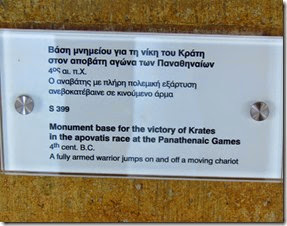 Βάση μνημείου για τη νίκη του Κράτη
στον αποβάτη αγώνα των Παναθηναίων
4ος αι. π.Χ.
Ο αναβάτης με πλήρη πολεμική εξάρτυση
ανεβοκατέβαινε σε κινούμενο άρμα
S 399
Monument base for the victory of Krates
in the apovatis race at the Panathenaic Games
4th cent. B.C.
A fully armed warrior jumps on and off a moving chariot